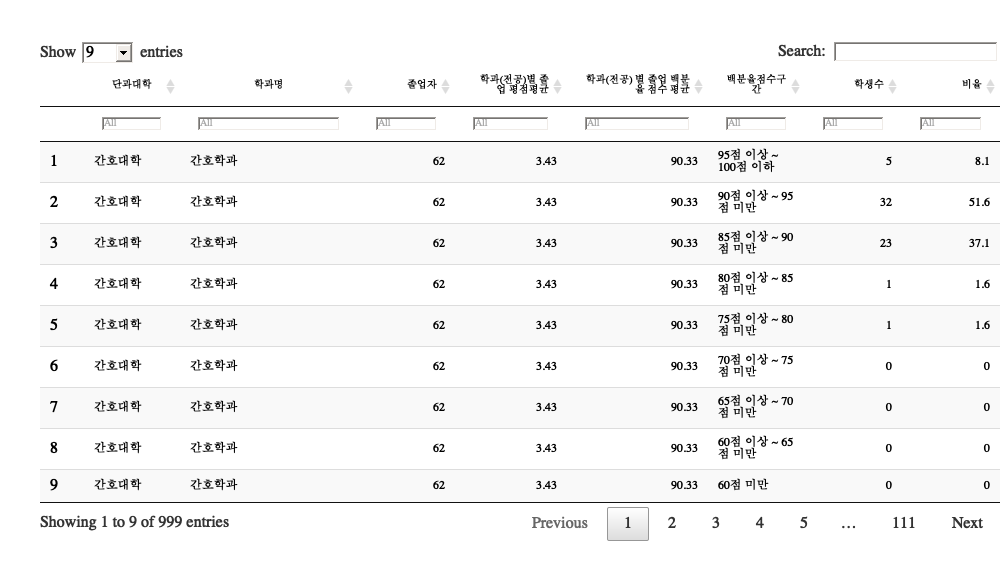 Show 9 entries Search:
단과대학 학과명 졸업자 학과(전공)별 졸업 평점평균 학과(전공) 별 졸업 백분율 점수 평균 백분율점수구간 학생수 비율
All All All All All All All All
1 간호대학 간호학과 62 3.43 90.33 95점 이상 ~ 100점 이하 5 8.1
2 간호대학 간호학과 62 3.43 90.33 90점 이상 ~ 95점 미만 32 51.6
3 간호대학 간호학과 62 3.43 90.33 85점 이상 ~ 90점 미만 23 37.1
4 간호대학 간호학과 62 3.43 90.33 80점 이상 ~ 85점 미만 1 1.6
5 간호대학 간호학과 62 3.43 90.33 75점 이상 ~ 80점 미만 1 1.6
6 간호대학 간호학과 62 3.43 90.33 70점 이상 ~ 75점 미만 0 0
7 간호대학 간호학과 62 3.43 90.33 65점 이상 ~ 70점 미만 0 0
8 간호대학 간호학과 62 3.43 90.33 60점 이상 ~ 65점 미만 0 0
9 간호대학 간호학과 62 3.43 90.33 60점 미만 0 0
Showing 1 to 9 of 999 entries Previous 1 2 3 4 5 … 111 Next